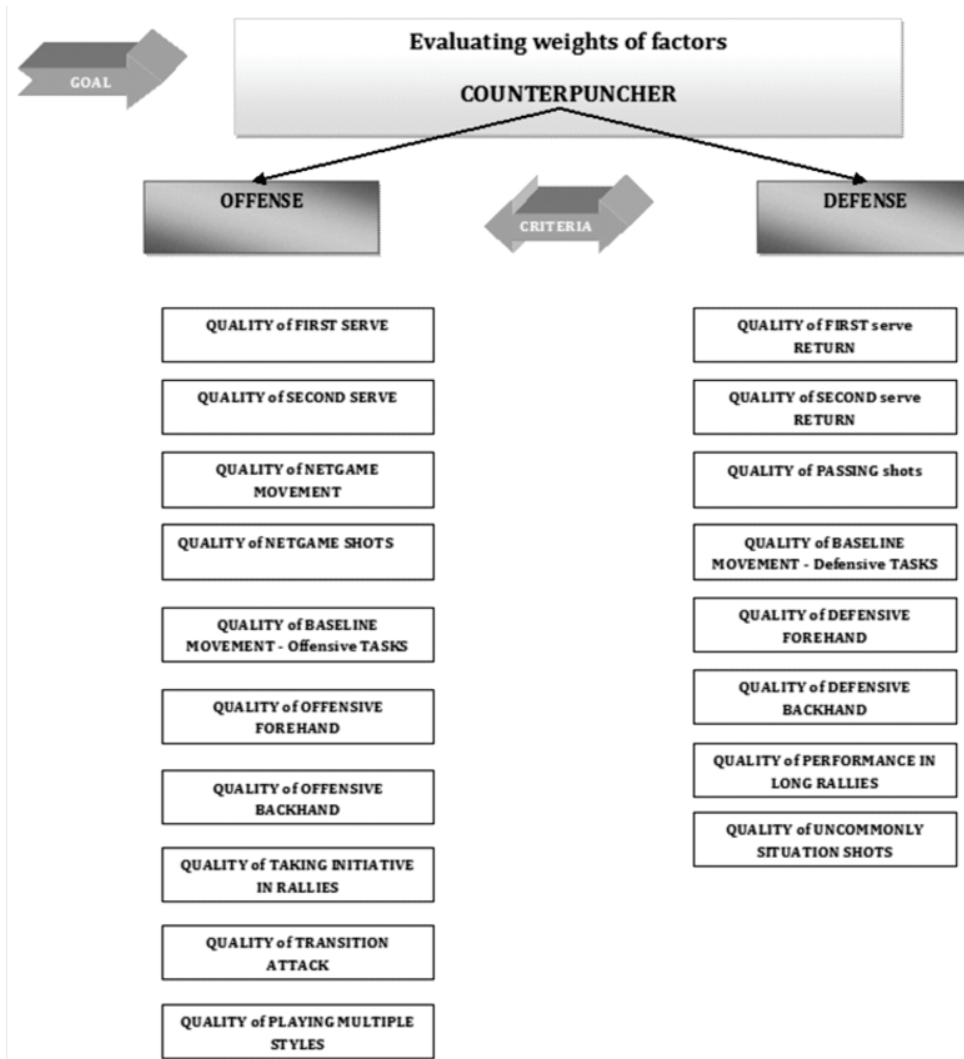 Evaluating weights of factors
COUNTERPUNCHER
GOAL
OFFENSE
CRITERIA
DEFENSE
QUALITY of FIRST SERVE
QUALITY of SECOND SERVE
QUALITY of NETGAME
MOVEMENT
QUALITY of NETGAME SHOTS
QUALITY of BASELINE
MOVEMENT - Offensive TASKS
QUALITY of OFFENSIVE
FOREHAND
QUALITY of OFFENSIVE
BACKHAND
QUALITY of TAKING INITIATIVE
IN RALLIES
QUALITY of TRANSITION
ATTACK
QUALITY of PLAYING MULTIPLE
STYLES
QUALITY of FIRST serve
RETURN
QUALITY of SECOND serve
RETURN
QUALITY of PASSING shots
QUALITY of BASELINE
MOVEMENT - Defensive TASKS
QUALITY of DEFENSIVE
FOREHAND
QUALITY of DEFENSIVE
BACKHAND
QUALITY of PERFORMANCE IN
LONG RALLIES
QUALITY of UNCOMMONLY
SITUATION SHOTS